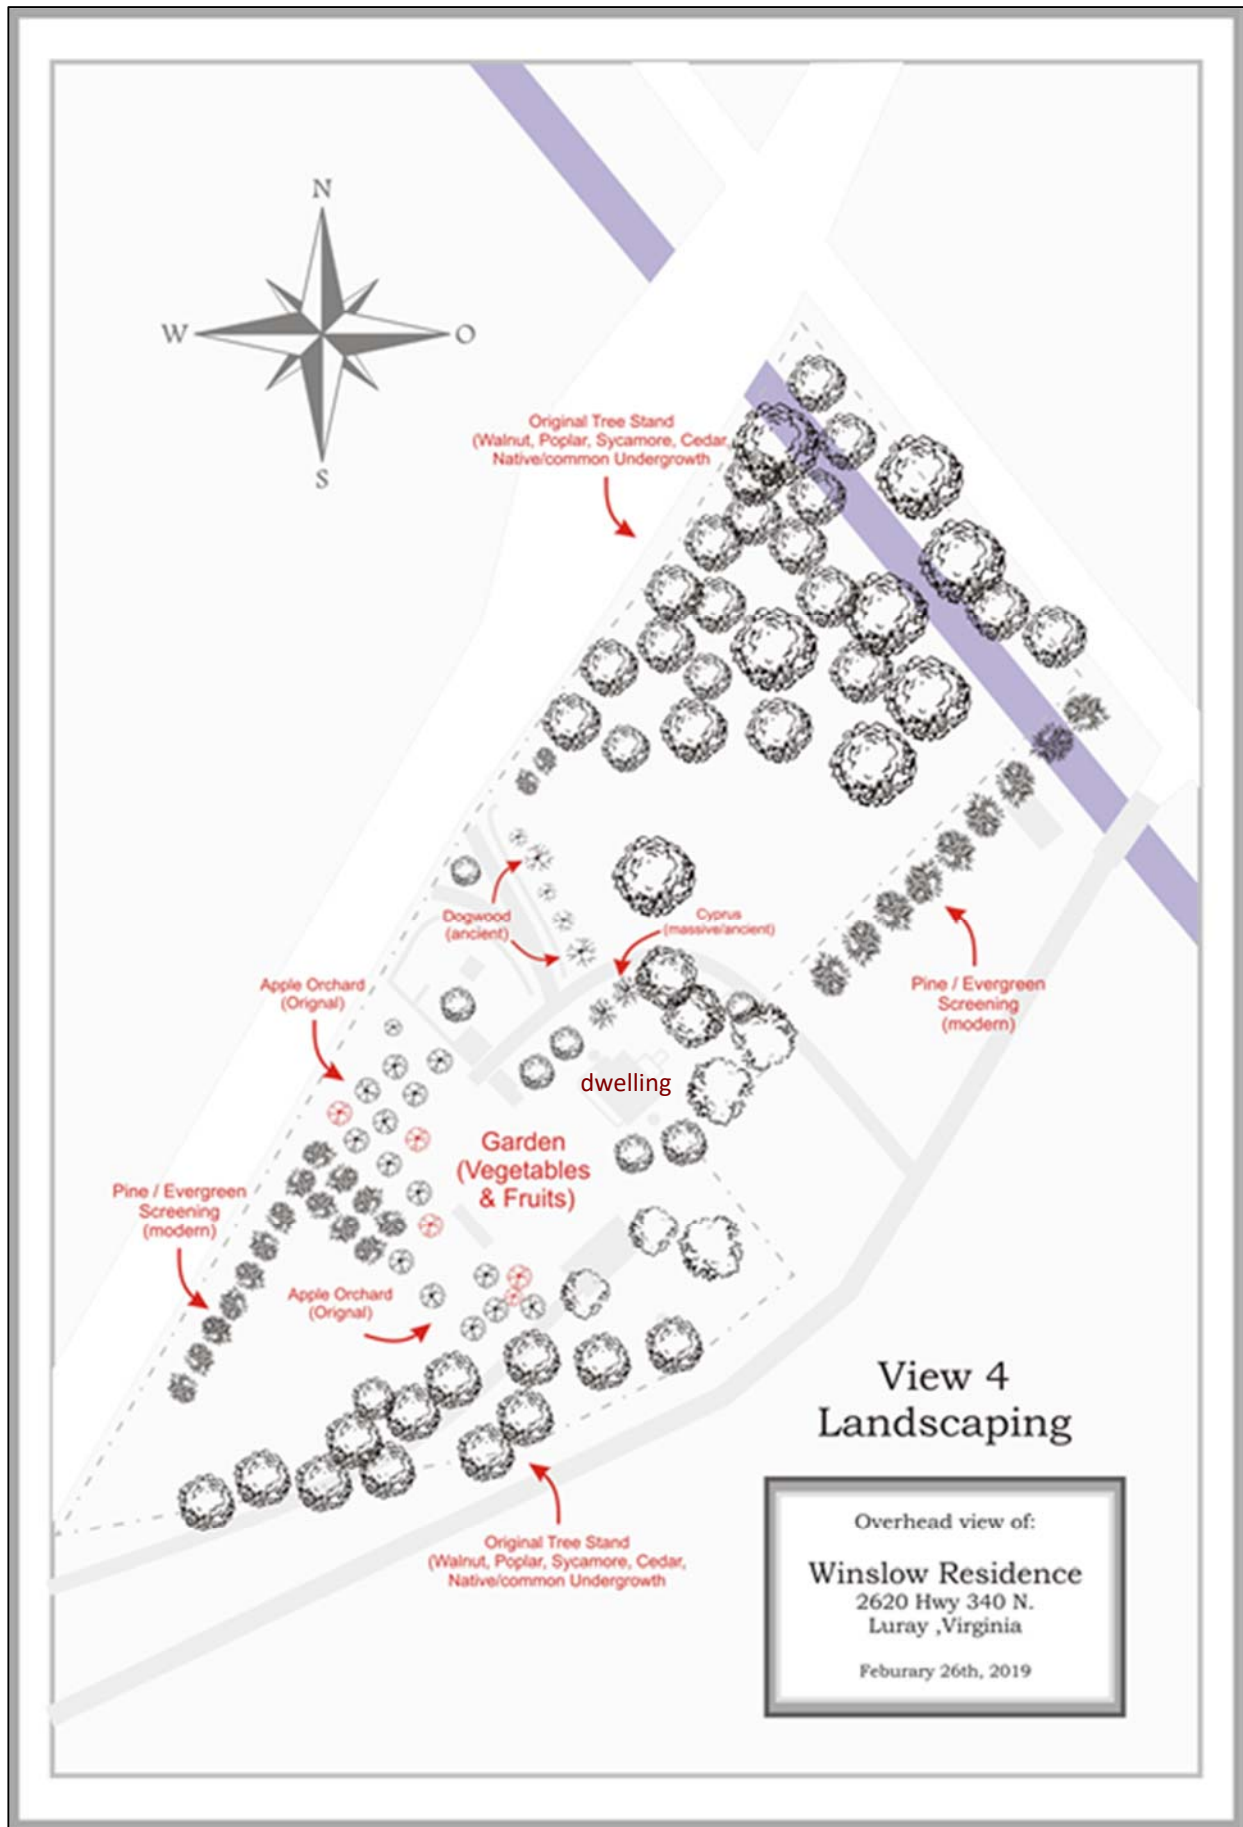 N
W
O
S
Original Tree Stand
(Walnut, Poplar, Sycamore, Cedar,
Native/common Undergrowth
Dogwood
(ancient)
Cyprus
(massive/ancient)
Apple Orchard
(Orignal)
Pine / Evergreen
Screening
(modern)
dwelling
Garden
(Vegetables
& Fruits)
Pine / Evergreen
Screening
(modern)
Apple Orchard
(Orignal)
View 4
Landscaping
Original Tree Stand
(Walnut, Poplar, Sycamore, Cedar,
Native/common Undergrowth
Overhead view of:
Winslow Residence
2620 Hwy 340 N.
Luray ,Virginia
Feburary 26th, 2019